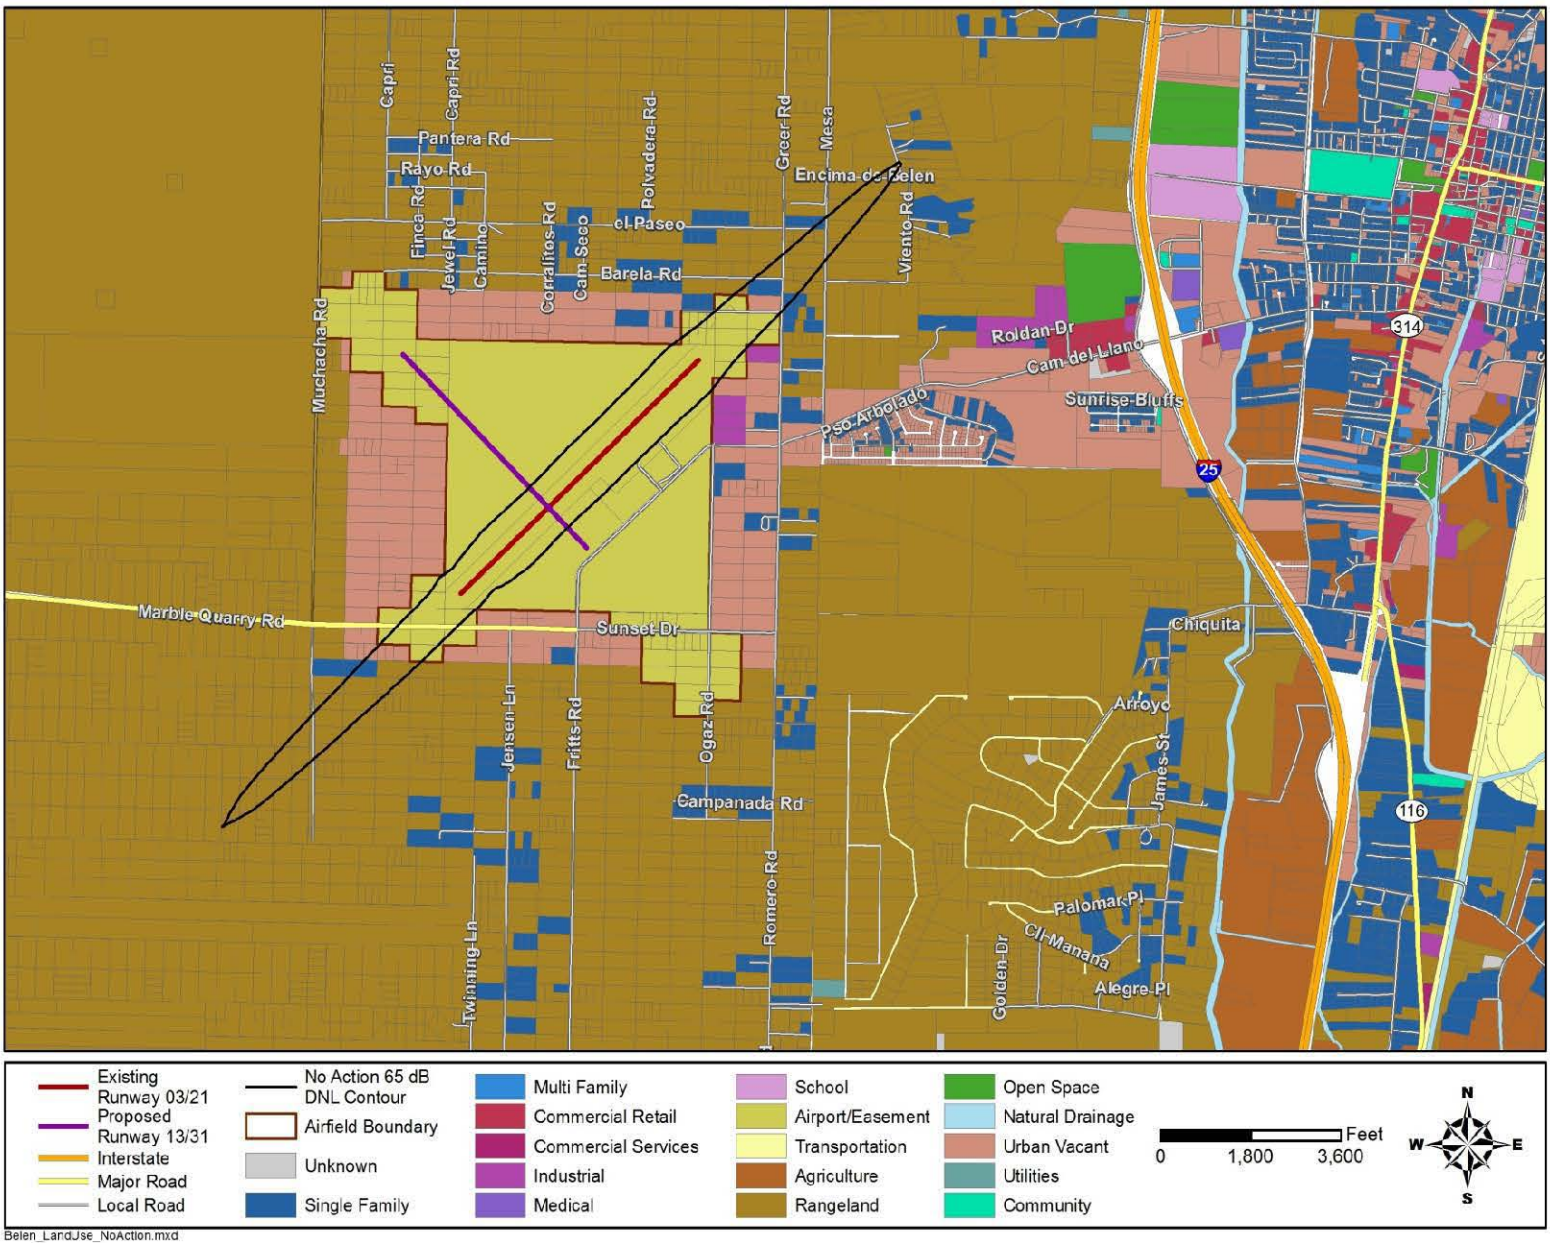 Capri
Capri Rd
Pantera Rd
Rayo Rd
Finca Rd
Jewel Rd
Camino
Corralitos Rd
Cam Seco
Polvadera Rd
el Paseo
Barela Rd
Greer Rd
Mesa
Encima de Belen
Viento Rd
Muchacha Rd
Roldan Dr
Cam del Llano
314
Sunrise Bluffs
Pso Arbolado
25
Marble Quarry Rd
Sunset Dr
Chiquita
Jensen Ln
Fritts Rd
Ogaz Rd
Arroyo
James St
Campanada Rd
116
Romero Rd
Twinning Ln
Palomar Pl
Cll Manana
Golden Dr
Alegre Pl
Existing
Runway 03/21
Proposed
Runway 13/31
Interstate
Major Road
Local Road
No Action 65 dB
DNL Contour
Airfield Boundary
Unknown
Single Family
Multi Family
Commercial Retail
Commercial Services
Industrial
Medical
School
Airport/Easement
Transportation
Agriculture
Rangeland
Open Space
Natural Drainage
Urban Vacant
Utilities
Community
Feet
0 1,800 3,600
N
W E
S
Belen_LandUse_NoAction.mxd